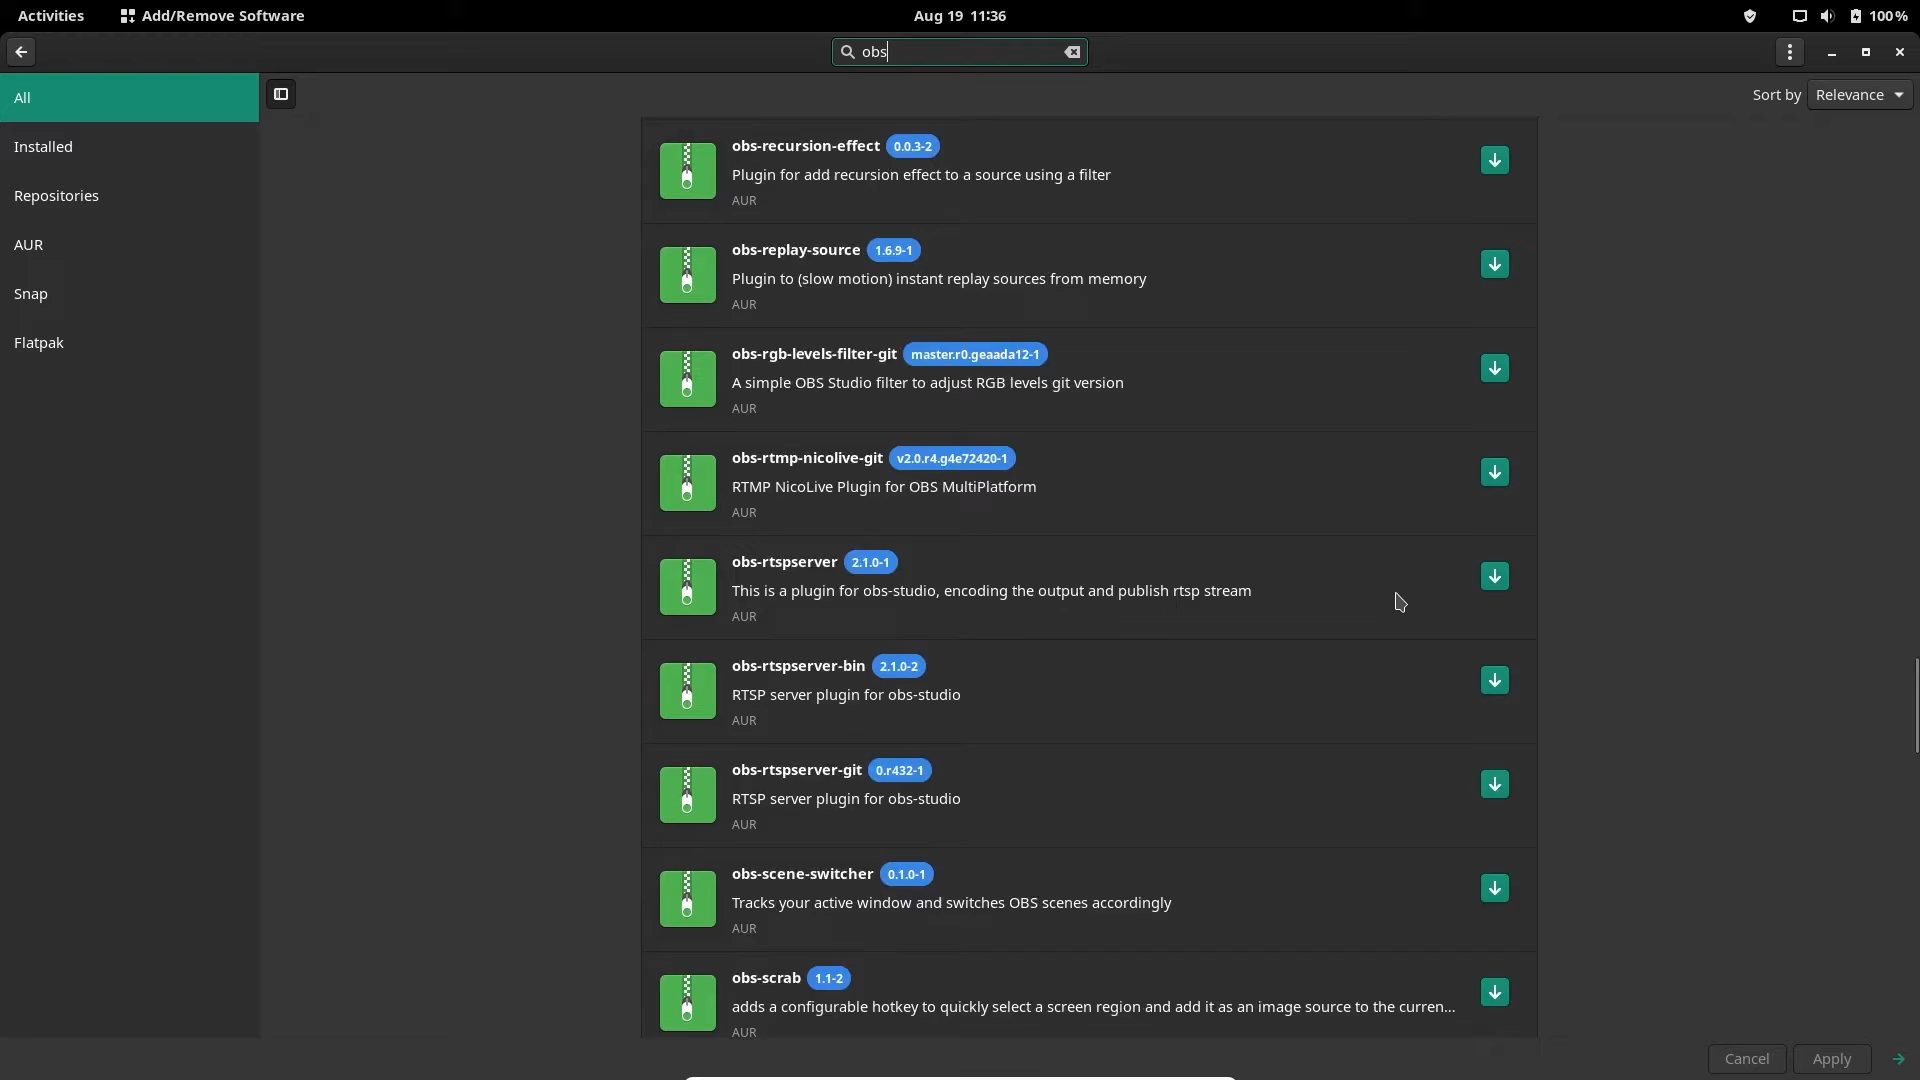 Activities
Add/Remove Software
Aug 19 11:36
100 %
obs
All
Installed
Repositories
AUR
Snap
Flatpak
Sort by Relevance
obs-recursion-effect 0.0.3-2
Plugin for add recursion effect to a source using a filter
AUR
obs-replay-source 1.6.9-1
Plugin to (slow motion) instant replay sources from memory
AUR
obs-rgb-levels-filter-git master.r0.geaada12-1
A simple OBS Studio filter to adjust RGB levels git version
AUR
obs-rtmp-nicolive-git v2.0.r4.g4e72420-1
RTMP NicoLive Plugin for OBS MultiPlatform
AUR
obs-rtspserver 2.1.0-1
This is a plugin for obs-studio, encoding the output and publish rtsp stream
AUR
obs-rtspserver-bin 2.1.0-2
RTSP server plugin for obs-studio
AUR
obs-rtspserver-git 0.r432-1
RTSP server plugin for obs-studio
AUR
obs-scene-switcher 0.1.0-1
Tracks your active window and switches OBS scenes accordingly
AUR
obs-scrab 1.1-2
adds a configurable hotkey to quickly select a screen region and add it as an image source to the curren...
AUR
Cancel
Apply